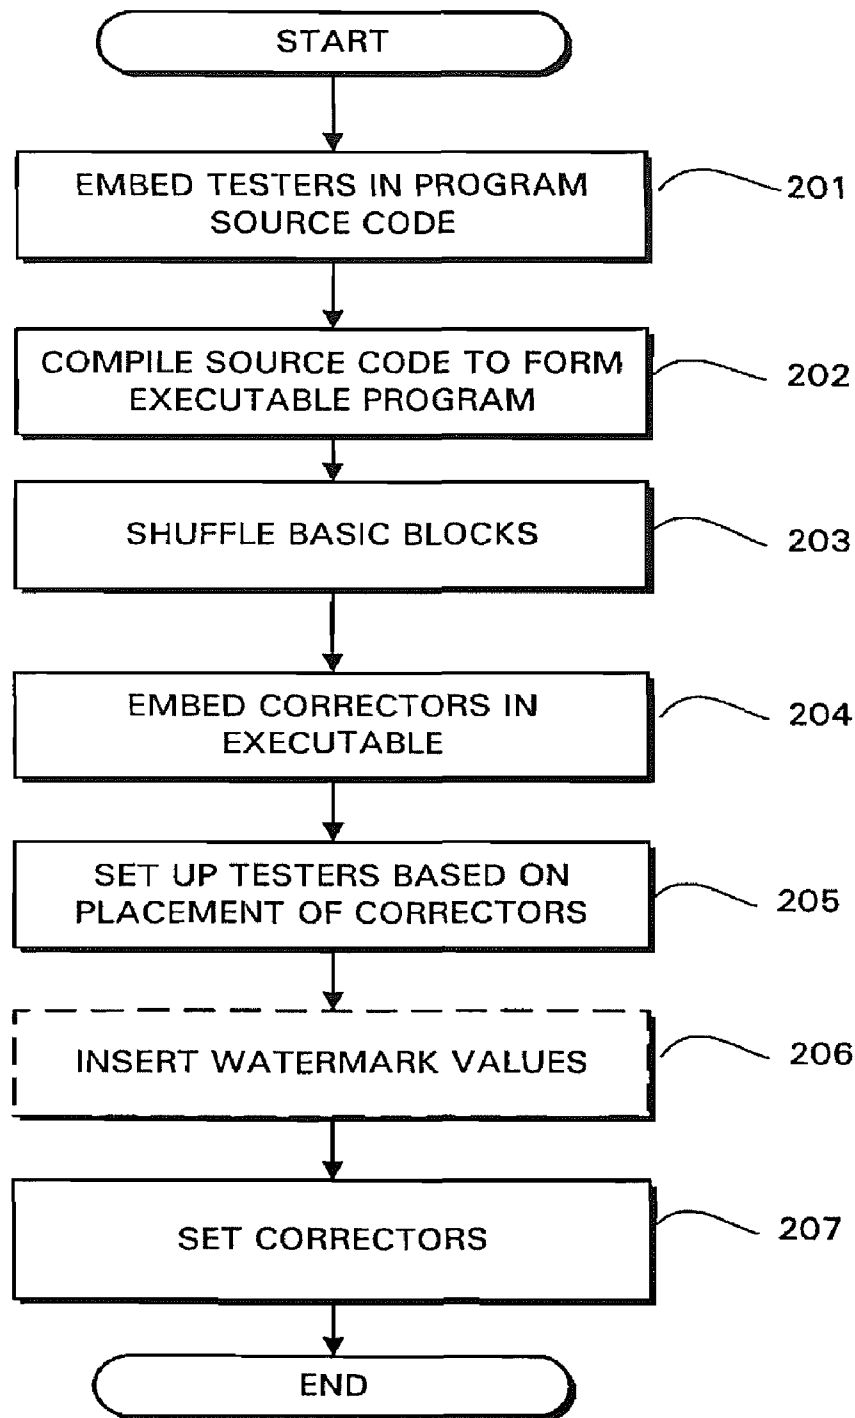 START
EMBED TESTERS IN PROGRAM
SOURCE CODE
201
COMPILE SOURCE CODE TO FORM
EXECUTABLE PROGRAM
202
SHUFFLE BASIC BLOCKS
203
EMBED CORRECTORS IN
EXECUTABLE
204
SET UP TESTERS BASED ON
PLACEMENT OF CORRECTORS
205
INSERT WATERMARK VALUES
206
SET CORRECTORS
207
END